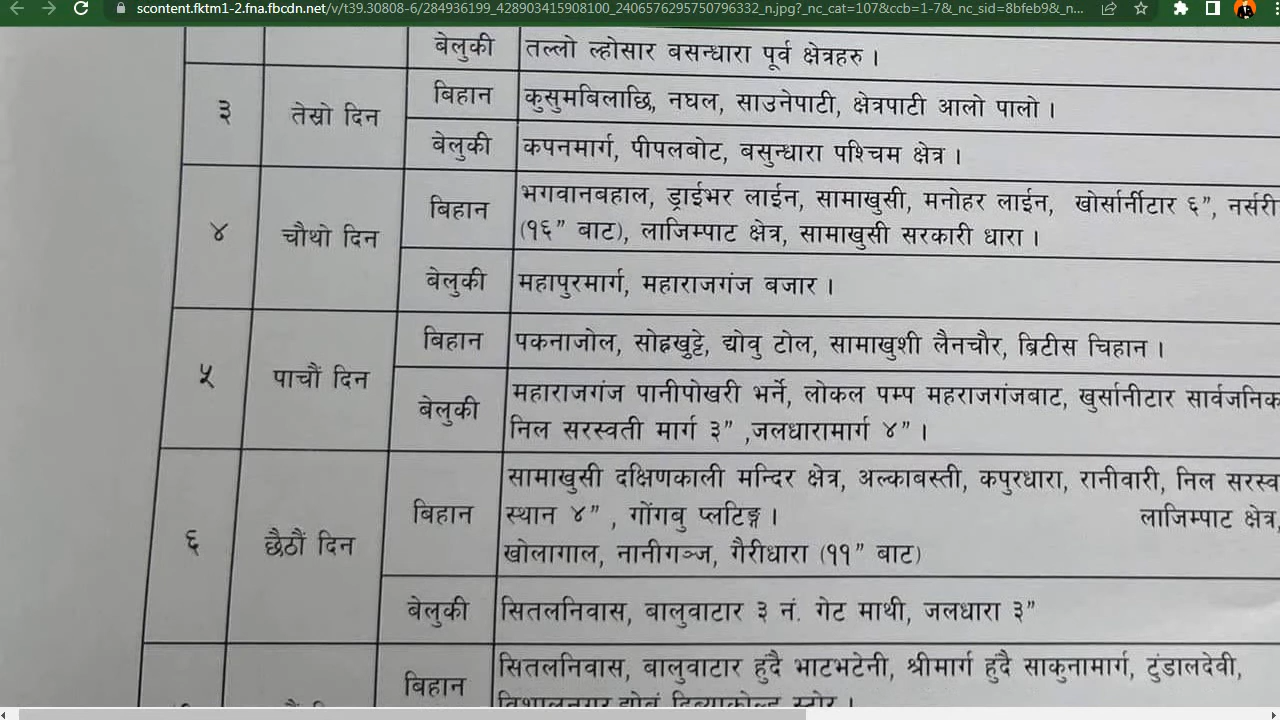 scontent.fktm1-2.fna.fbcdn.net/v/t39.30808-6/284936199_428903415908100_2406576295750796332_n.jpg?_nc_cat=107&ccb=1-7&_nc_sid=8bfeb9&_n...
बेलुकी तल्लो ल्होसार बसन्धारा पूर्व क्षेत्रहरु ।
३ तेस्रो दिन बिहान कुसुमबिलाछि, नघल, साउनेपाटी, क्षेत्रपाटी आलो पालो ।
बेलुकी कपनमार्ग, पीपलबोट, बसुन्धारा पश्चिम क्षेत्र ।
४ चौथो दिन बिहान भगवानबहाल, ड्राईभर लाईन, सामाखुसी, मनोहर लाईन, खोर्सानीटार ६”, नर्सरी
(१६” बाट), लाजिम्पाट क्षेत्र, सामाखुसी सरकारी धारा ।
बेलुकी महापुरमार्ग, महाराजगंज बजार ।
५ पाचौं दिन बिहान पकनाजोल, सोह्रखुट्टे, द्योवु टोल, सामाखुशी लैनचौर, ब्रिटीस चिहान ।
बेलुकी महाराजगंज पानीपोखरी भर्ने, लोकल पम्प महराजगंजबाट, खुर्सानीटार सार्वजनिक
निल सरस्वती मार्ग ३” ,जलधारामार्ग ४” ।
६ छैठौं दिन बिहान सामाखुसी दक्षिणकाली मन्दिर क्षेत्र, अल्काबस्ती, कपुरधारा, रानीवारी, निल सरस्व
स्थान ४” , गोंगवु प्लटिङ्ग । लाजिम्पाट क्षेत्र,
खोलागाल, नानीगञ्ज, गैरीधारा (११” बाट)
बेलुकी सितलनिवास, बालुवाटार ३ नं. गेट माथी, जलधारा ३”
बिहान सितलनिवास, बालुवाटार हुंदै भाटभटेनी, श्रीमार्ग हुंदै साकुनामार्ग, टुंडालदेवी,